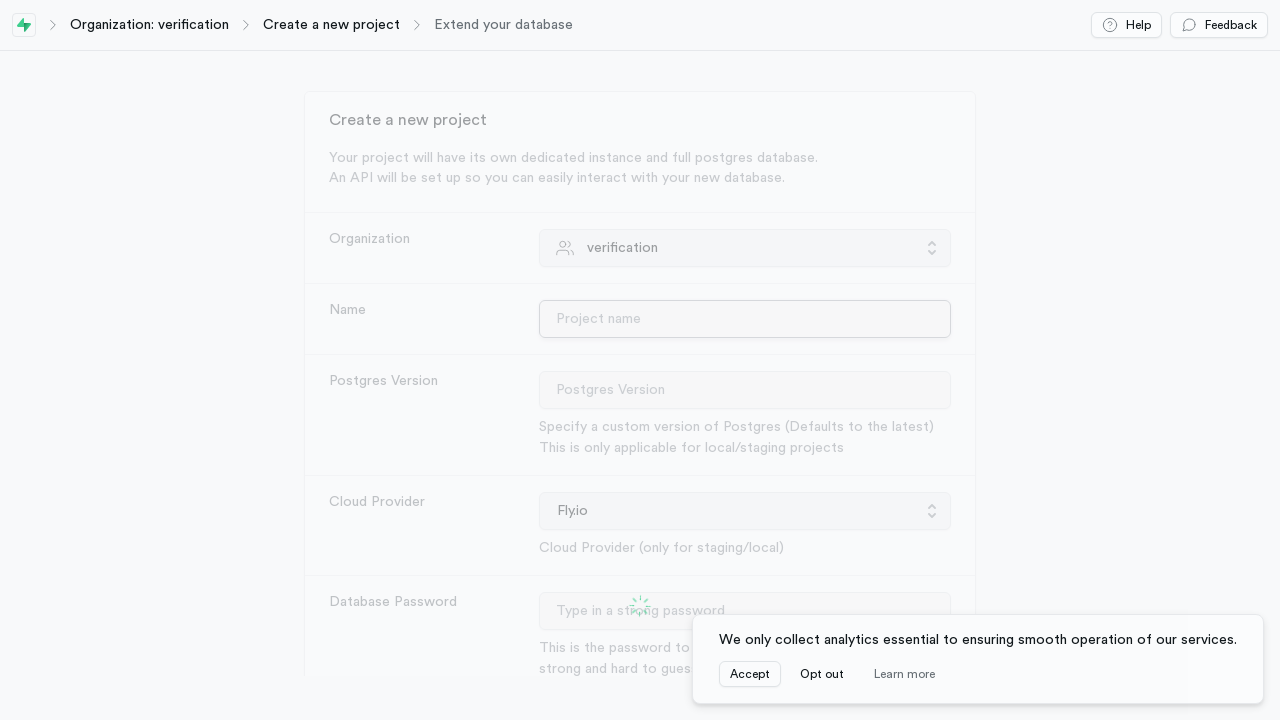 Organization: verification
Create a new project
Extend your database
Help
Feedback
Create a new project
Your project will have its own dedicated instance and full postgres database.
An API will be set up so you can easily interact with your new database.
Organization
verification
Name
Project name
Postgres Version
Postgres Version
Specify a custom version of Postgres (Defaults to the latest)
This is only applicable for local/staging projects
Cloud Provider
Fly.io
Cloud Provider (only for staging/local)
Database Password
Type in a strong password
This is the password to
strong and hard to gues
We only collect analytics essential to ensuring smooth operation of our services.
Accept
Opt out
Learn more